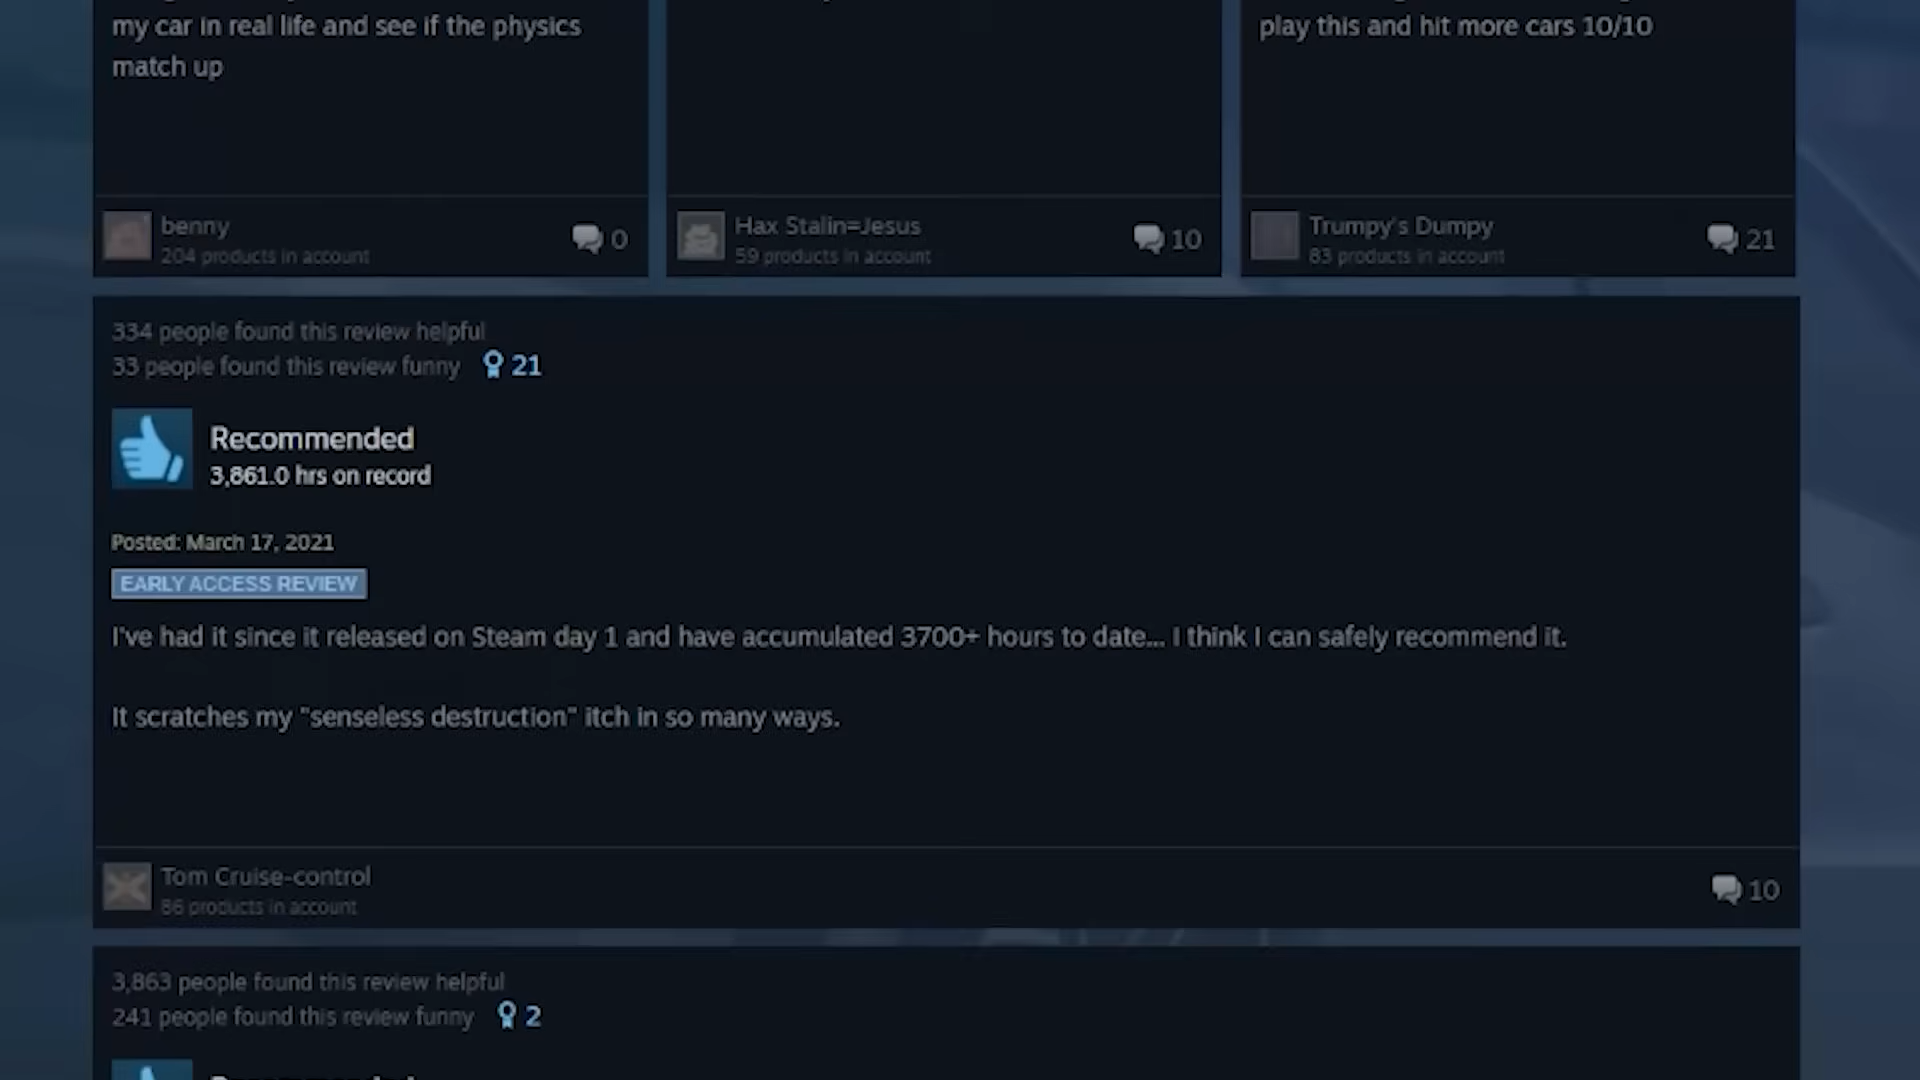 my car in real life and see if the physics
match up
play this and hit more cars 10/10
benny
204 products in account
0
Hax Stalin=Jesus
59 products in account
10
Trumpy's Dumpy
83 products in account
21
334 people found this review helpful
33 people found this review funny 21
Recommended
3,861.0 hrs on record
Posted: March 17, 2021
EARLY ACCESS REVIEW
I've had it since it released on Steam day 1 and have accumulated 3700+ hours to date... I think I can safely recommend it.
It scratches my "senseless destruction" itch in so many ways.
Tom Cruise-control
86 products in account
10
3,863 people found this review helpful
241 people found this review funny 2